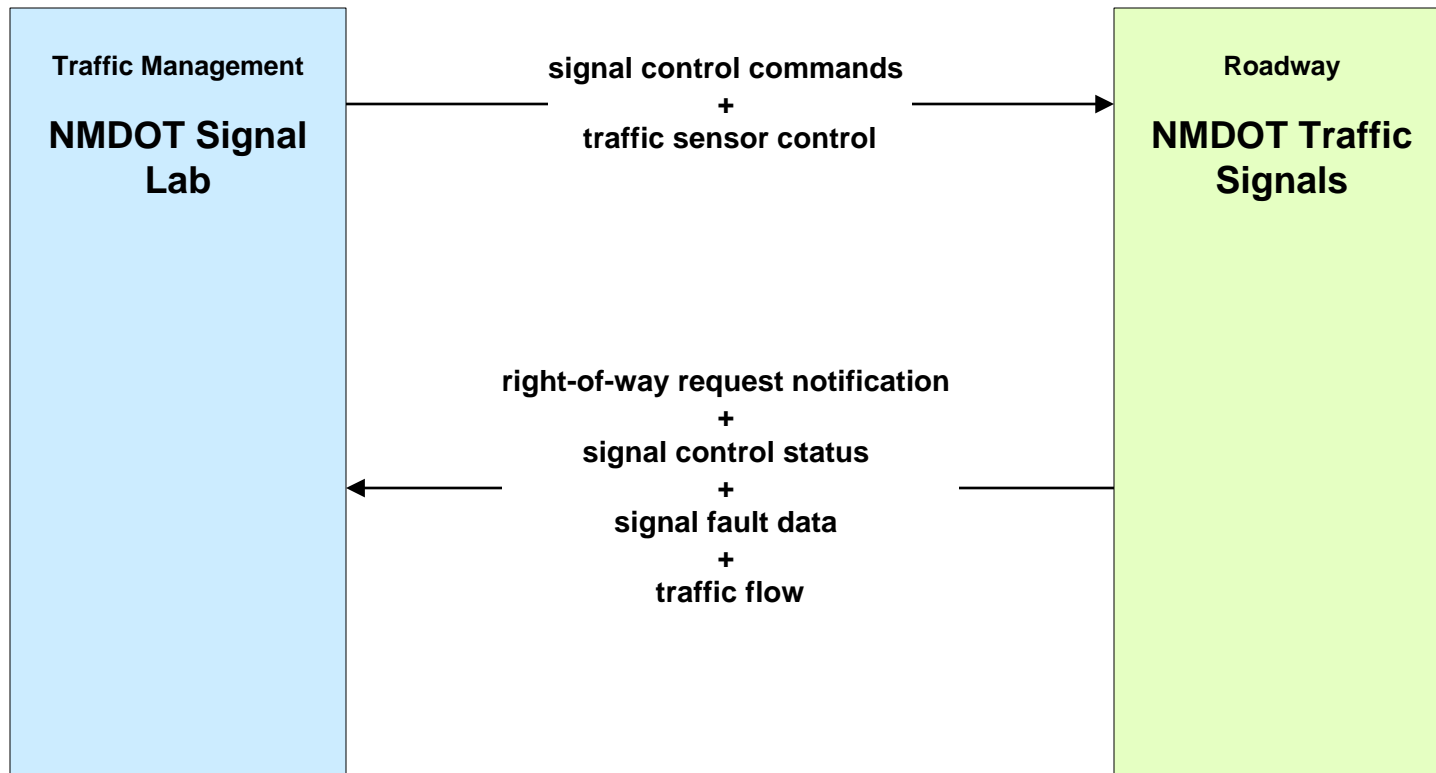 Traffic Management
NMDOT Signal
Lab
signal control commands
+
traffic sensor control
Roadway
NMDOT Traffic
Signals
right-of-way request notification
+
signal control status
+
signal fault data
+
traffic flow